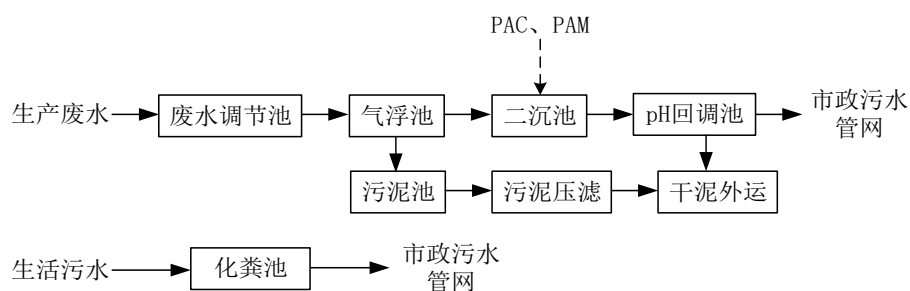 PAC、PAM
生产废水
废水调节池
气浮池
二沉池
pH回调池
市政污水
管网
污泥池
污泥压滤
干泥外运
生活污水
化粪池
市政污水
管网